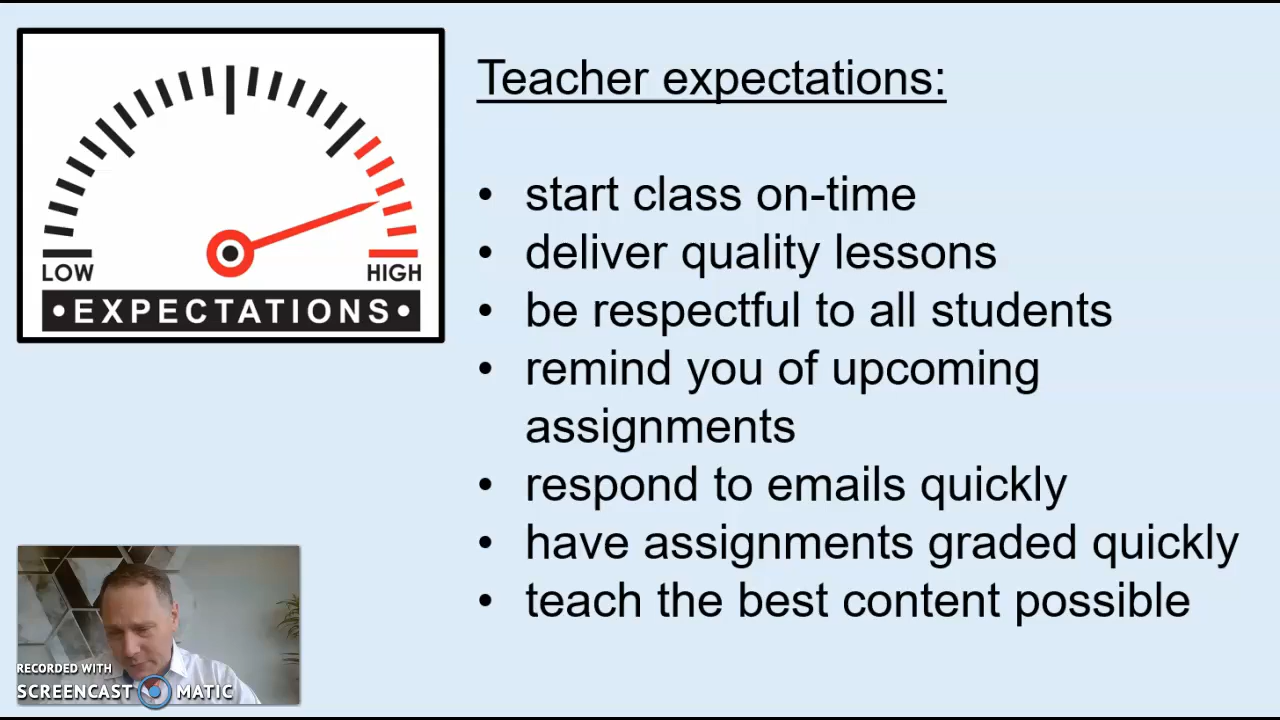 LOW
HIGH
•EXPECTATIONS•
Teacher expectations:
• start class on-time
• deliver quality lessons
• be respectful to all students
• remind you of upcoming
assignments
• respond to emails quickly
• have assignments graded quickly
• teach the best content possible
RECORDED WITH
SCREENCAST MATIC